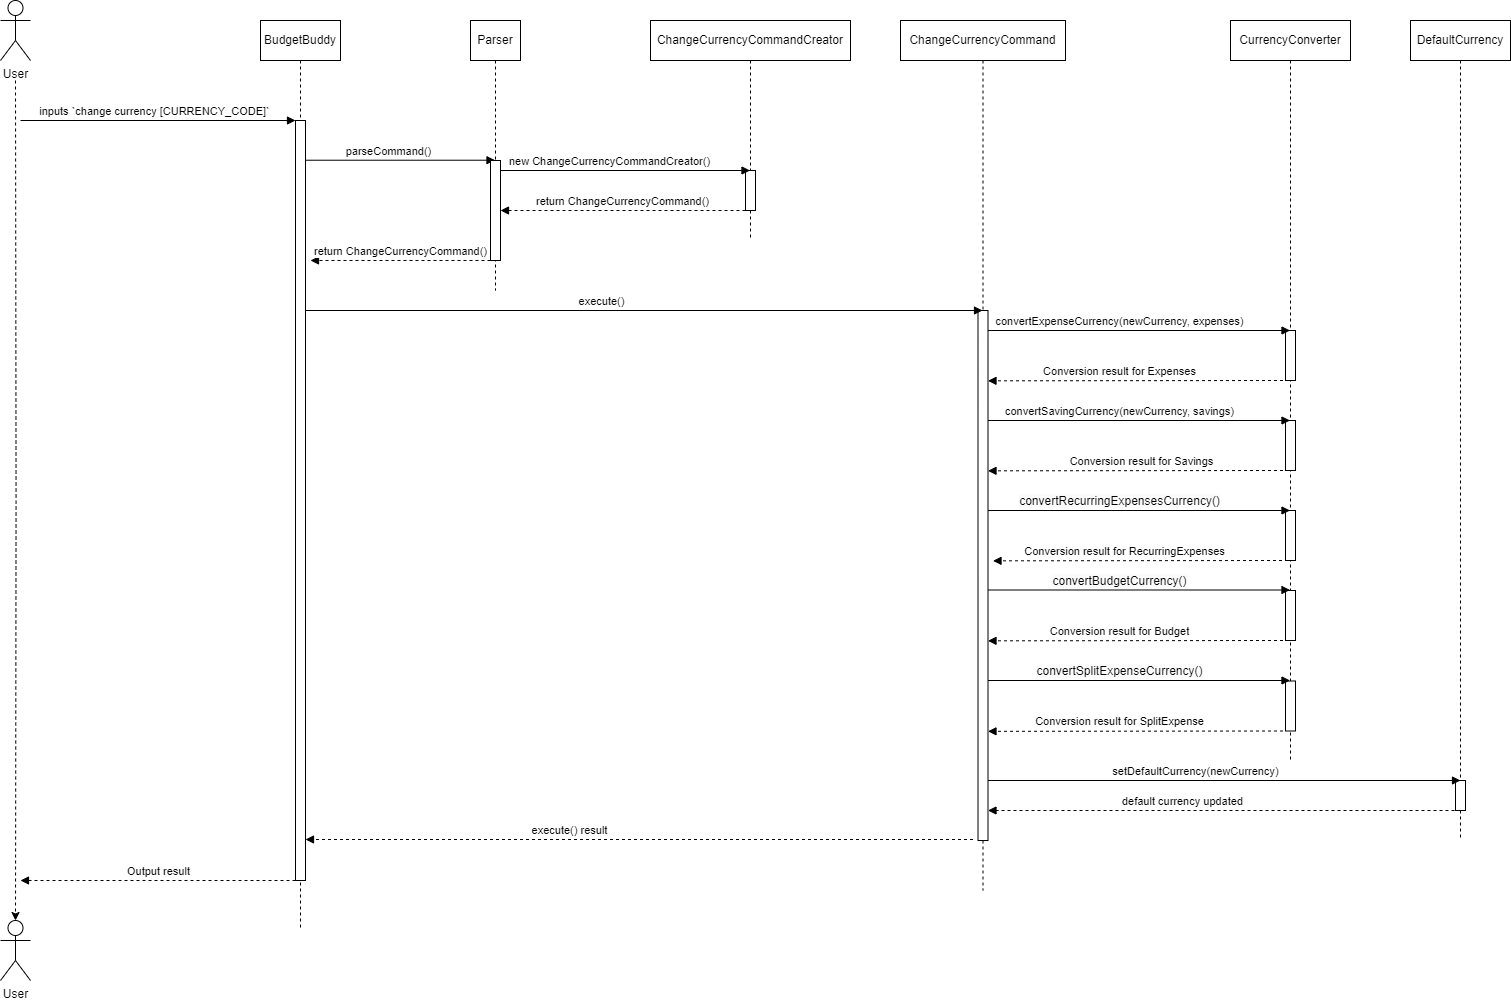 BudgetBuddy
Parser
ChangeCurrencyCommandCreator
ChangeCurrencyCommand
CurrencyConverter
DefaultCurrency
User
inputs `change currency [CURRENCY_CODE]`
parseCommand()
new ChangeCurrencyCommandCreator()
return ChangeCurrencyCommand()
return ChangeCurrencyCommand()
execute()
convertExpenseCurrency(newCurrency, expenses)
Conversion result for Expenses
convertSavingCurrency(newCurrency, savings)
Conversion result for Savings
convertRecurringExpensesCurrency()
Conversion result for RecurringExpenses
convertBudgetCurrency()
Conversion result for Budget
convertSplitExpenseCurrency()
Conversion result for SplitExpense
setDefaultCurrency(newCurrency)
default currency updated
execute() result
Output result
User